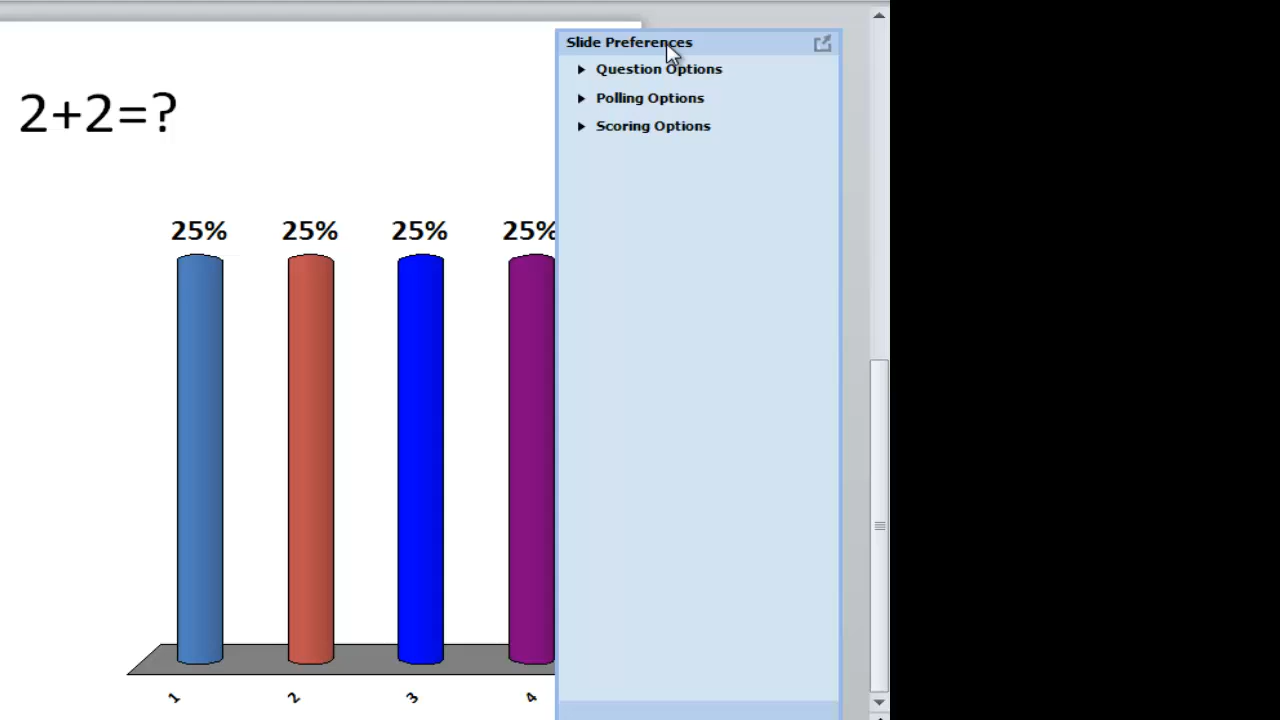 Slide Preferences
Question Options
Polling Options
Scoring Options
2+2=?
25% 25% 25% 25%
1 2 3 4